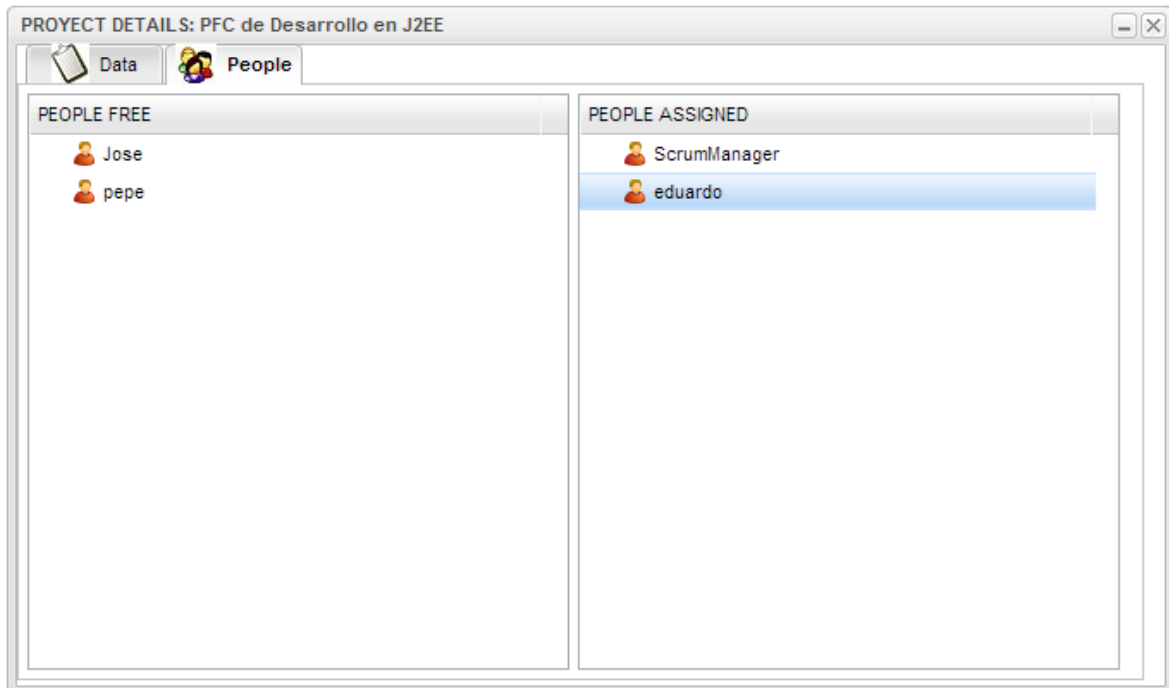 PROYECT DETAILS: PFC de Desarrollo en J2EE
Data People
PEOPLE FREE
Jose
pepe
PEOPLE ASSIGNED
ScrumManager
eduardo